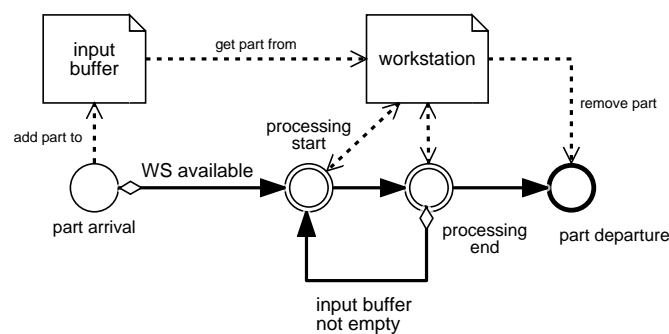 input
buffer
get part from
workstation
add part to
processing
start
remove part
WS available
part arrival
processing
end
part departure
input buffer
not empty